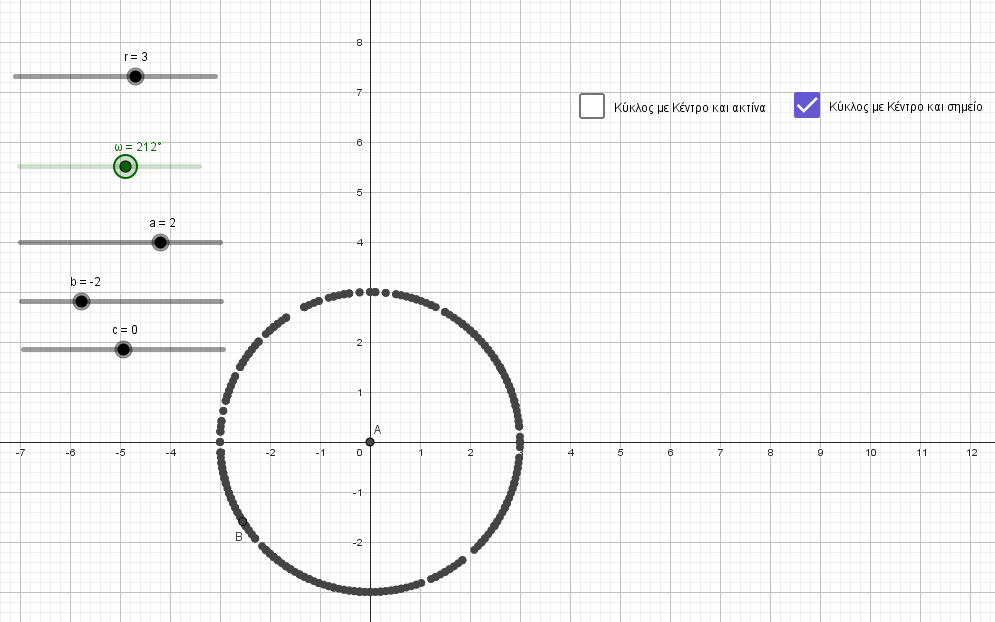 r = 3
ω = 212°
a = 2
b = -2
c = 0
Κύκλος με Κέντρο και ακτίνα
Κύκλος με Κέντρο και σημείο
8
7
6
5
4
2
1
0
-1
-2
-7 -6 -5 -4 -2 -1 1 2 3 4 5 6 7 8 9 10 11 12
A
B